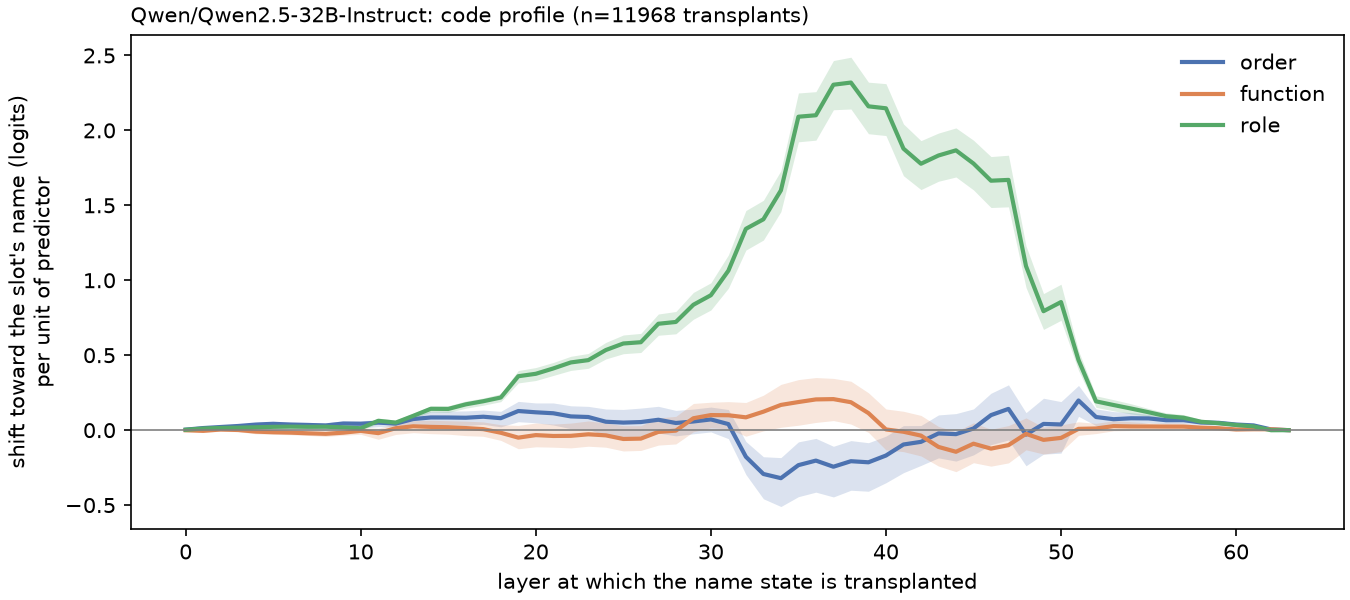 Qwen/Qwen2.5-32B-Instruct: code profile (n=11968 transplants)
shift toward the slot's name (logits)
per unit of predictor
2.5
2.0
1.5
1.0
0.5
0.0
−0.5
order
function
role
0 10 20 30 40 50 60
layer at which the name state is transplanted